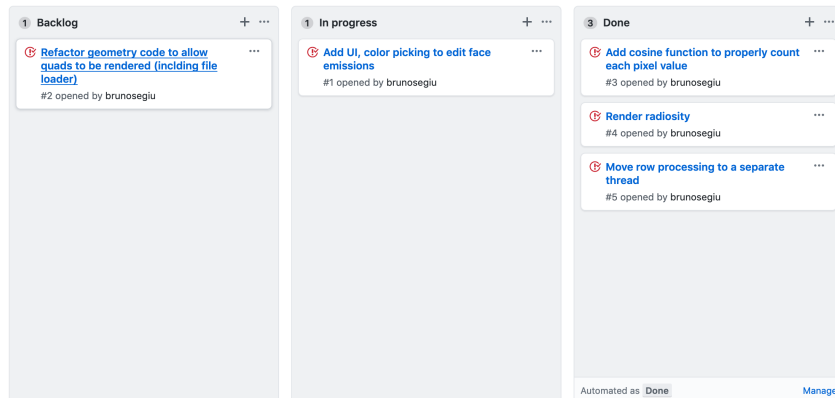 1 Backlog
Refactor geometry code to allow
quads to be rendered (inclding file
loader)
#2 opened by brunosegiu
1 In progress
Add UI, color picking to edit face
emissions
#1 opened by brunosegiu
3 Done
Add cosine function to properly count
each pixel value
#3 opened by brunosegiu
Render radiosity
#4 opened by brunosegiu
Move row processing to a separate
thread
#5 opened by brunosegiu
Automated as Done
Manage